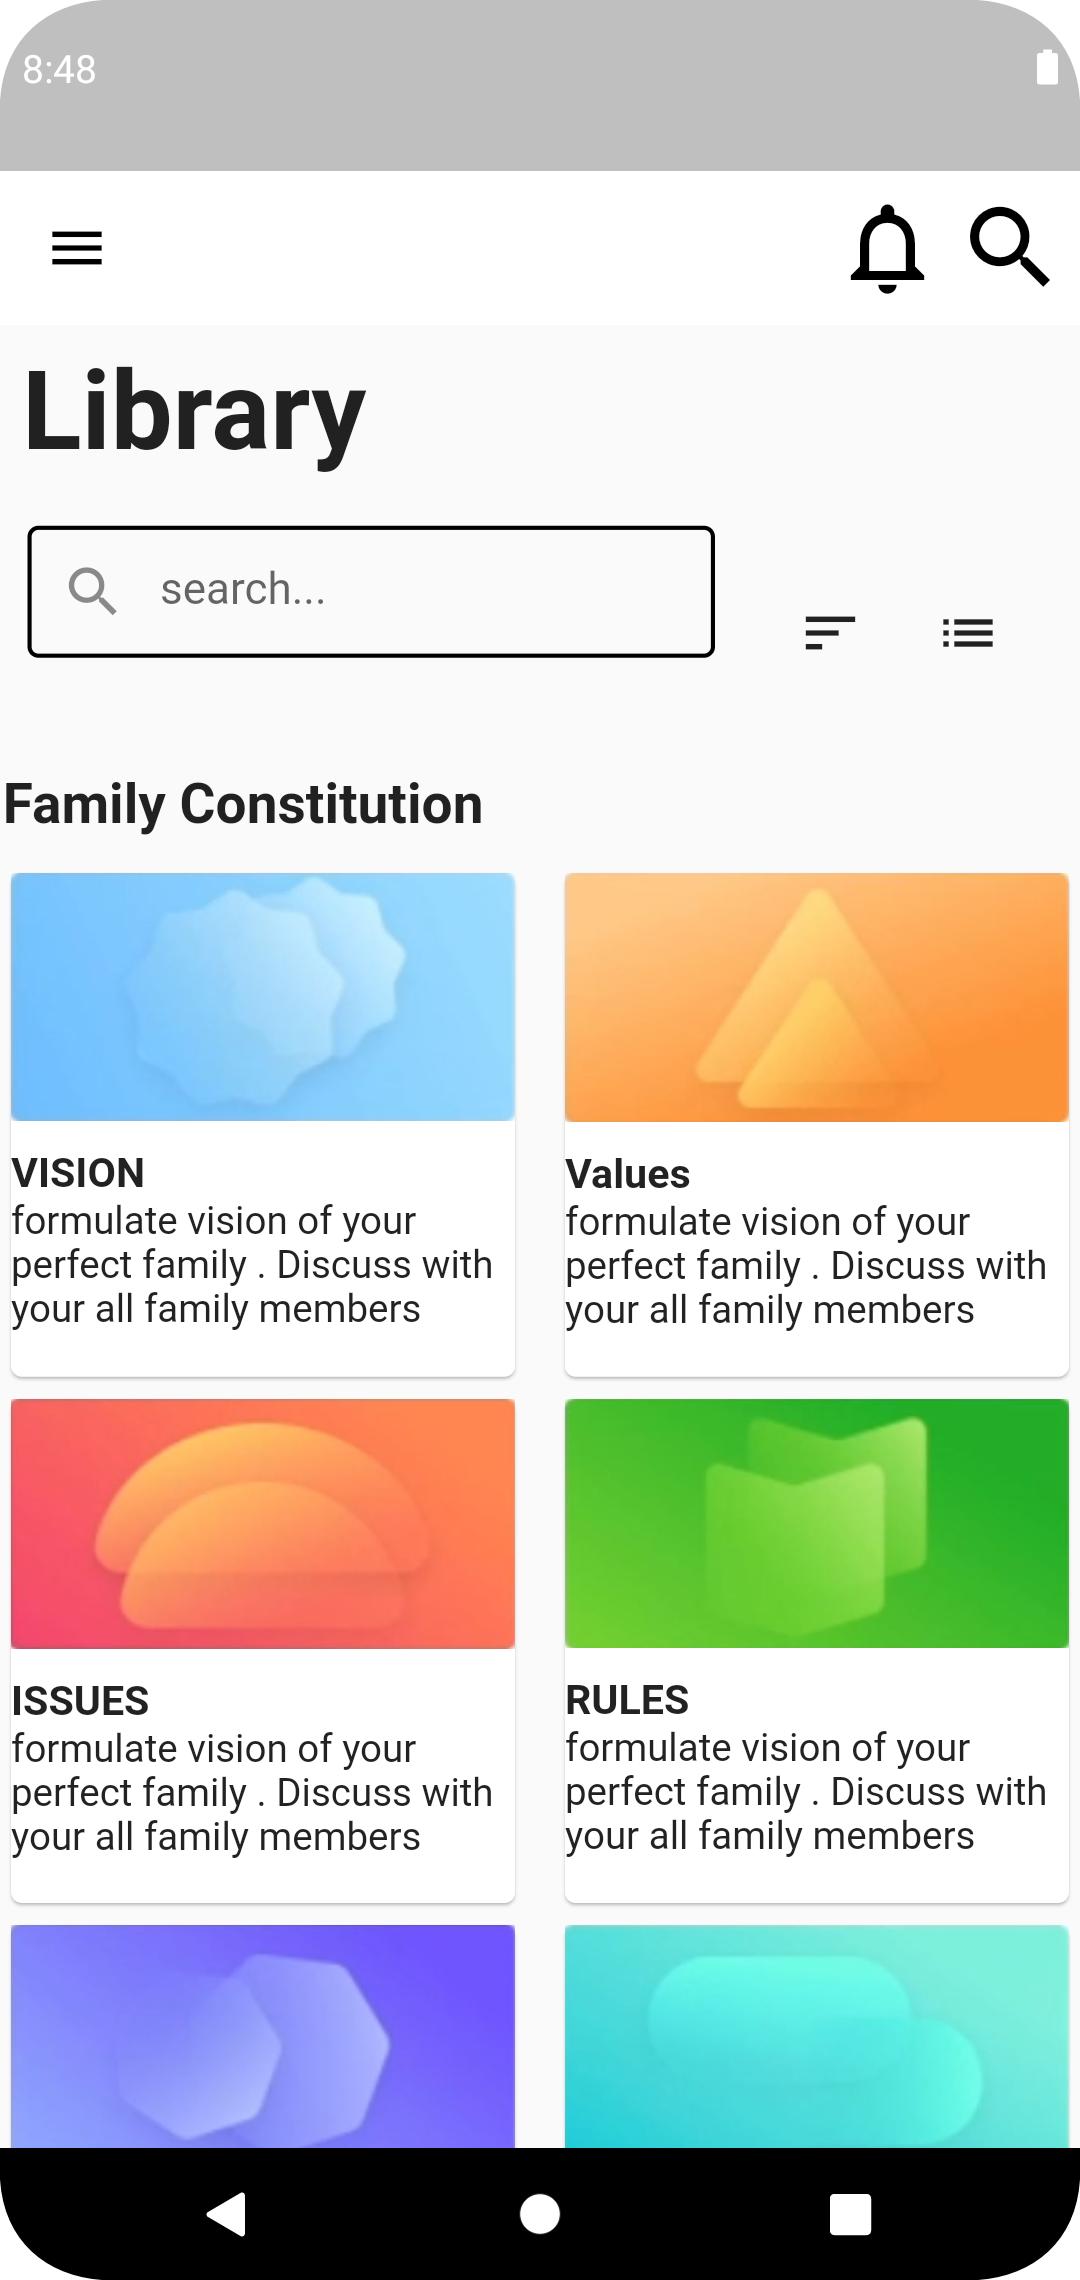 8:48
Library
search...
Family Constitution
VISION
formulate vision of your
perfect family . Discuss with
your all family members
Values
formulate vision of your
perfect family . Discuss with
your all family members
ISSUES
formulate vision of your
perfect family . Discuss with
your all family members
RULES
formulate vision of your
perfect family . Discuss with
your all family members